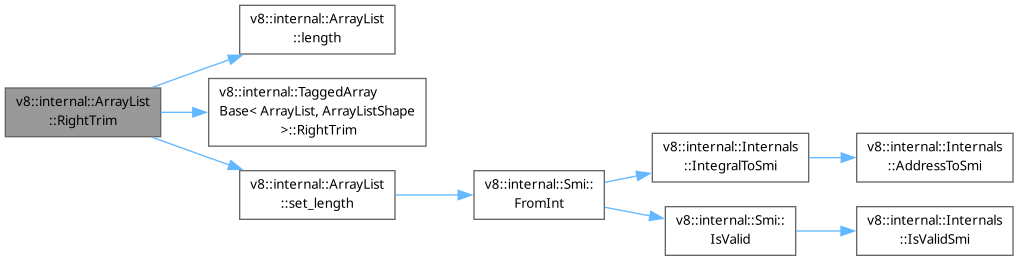 v8::internal::ArrayList
::RightTrim
v8::internal::ArrayList
::length
v8::internal::TaggedArray
Base< ArrayList, ArrayListShape
>::RightTrim
v8::internal::ArrayList
::set_length
v8::internal::Smi::
FromInt
v8::internal::Internals
::IntegralToSmi
v8::internal::Internals
::AddressToSmi
v8::internal::Smi::
IsValid
v8::internal::Internals
::IsValidSmi